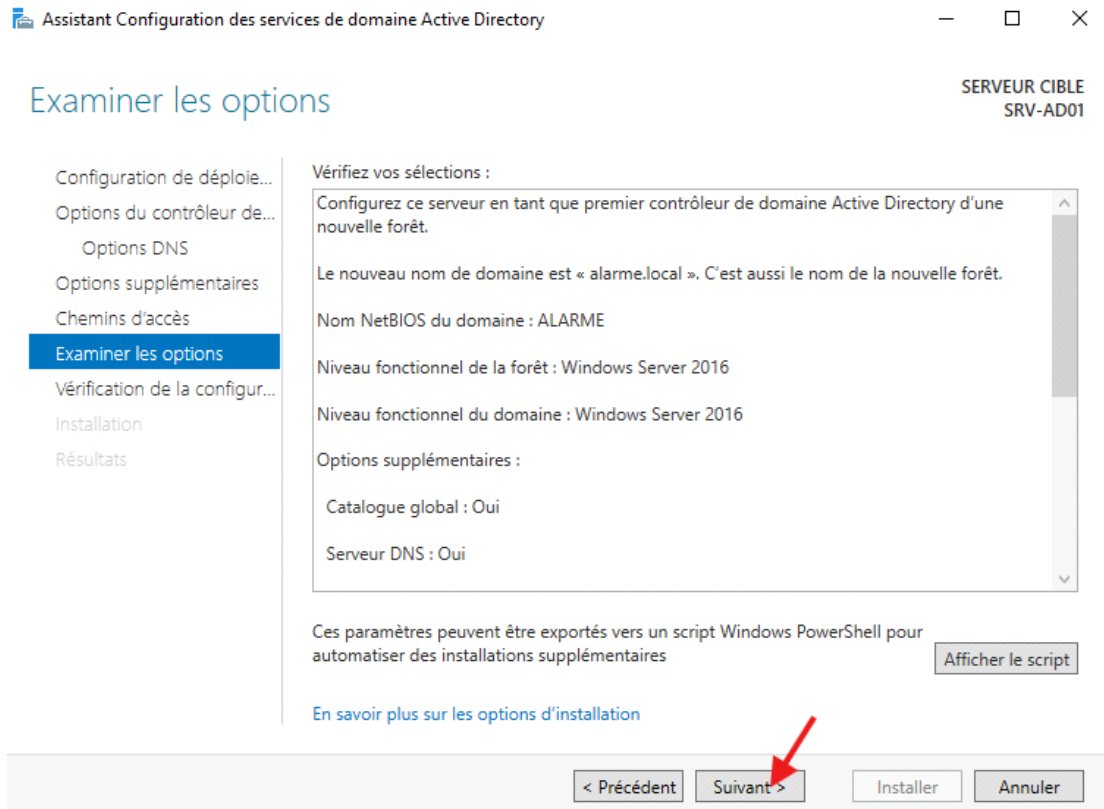 Assistant Configuration des services de domaine Active Directory
Examiner les options
SERVEUR CIBLE
SRV-AD01
Configuration de déploie...
Options du contrôleur de...
Options DNS
Options supplémentaires
Chemins d'accès
Examiner les options
Vérification de la configur...
Installation
Résultats
Vérifiez vos sélections :
Configurez ce serveur en tant que premier contrôleur de domaine Active Directory d'une
nouvelle forêt.
Le nouveau nom de domaine est « alarme.local ». C'est aussi le nom de la nouvelle forêt.
Nom NetBIOS du domaine : ALARME
Niveau fonctionnel de la forêt : Windows Server 2016
Niveau fonctionnel du domaine : Windows Server 2016
Options supplémentaires :
Catalogue global : Oui
Serveur DNS : Oui
Ces paramètres peuvent être exportés vers un script Windows PowerShell pour
automatiser des installations supplémentaires
Afficher le script
En savoir plus sur les options d'installation
< Précédent
Suivant >
Installer
Annuler